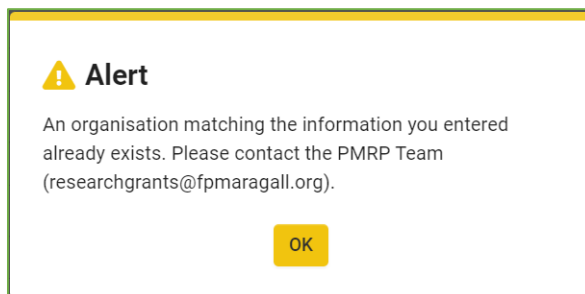 Alert
An organisation matching the information you entered
already exists. Please contact the PMRP Team
(researchgrants@fpmaragall.org).
OK